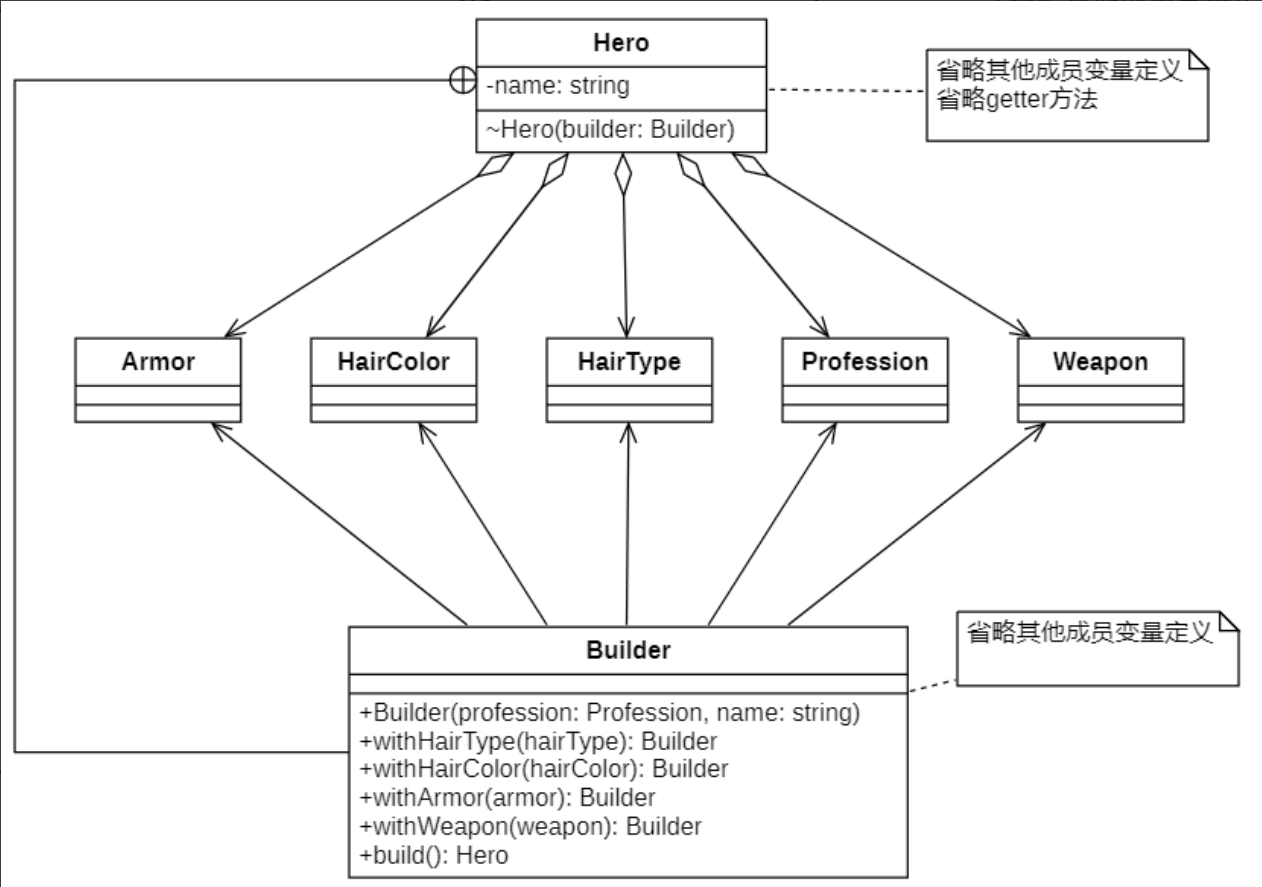 Hero
-name: string
~Hero(builder: Builder)
省略其他成员变量定义
省略getter方法
Armor
HairColor
HairType
Profession
Weapon
Builder
+Builder(profession: Profession, name: string)
+withHairType(hairType): Builder
+withHairColor(hairColor): Builder
+withArmor(armor): Builder
+withWeapon(weapon): Builder
+build(): Hero
省略其他成员变量定义